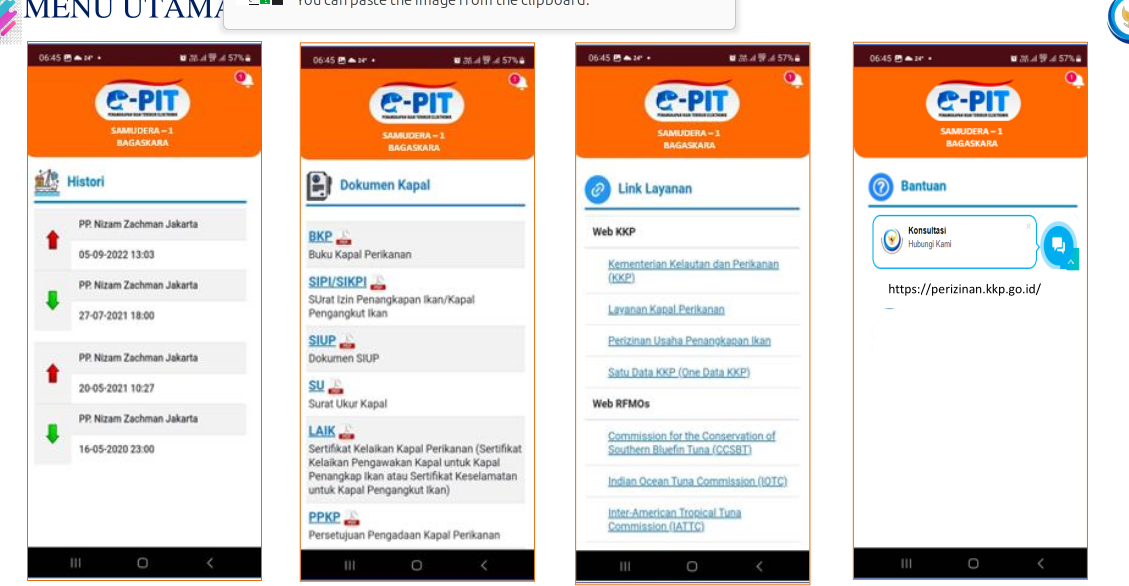 MENU UTAMA
You can paste the image from the clipboard.
06:45 24° 57%
1
e-PIT
SAMUDERA – 1
BAGASKARA
Histori
PP. Nizam Zachman Jakarta
05-09-2022 13:03
PP. Nizam Zachman Jakarta
27-07-2021 18:00
PP. Nizam Zachman Jakarta
20-05-2021 10:27
PP. Nizam Zachman Jakarta
16-05-2020 23:00
06:45 24° 57%
1
e-PIT
SAMUDERA – 1
BAGASKARA
Dokumen Kapal
BKP
Buku Kapal Perikanan
SIPI/SIKPI
SUrat Izin Penangkapan Ikan/Kapal
Pengangkut Ikan
SIUP
Dokumen SIUP
SU
Surat Ukur Kapal
LAIK
Sertifikat Kelaikan Kapal Perikanan (Sertifikat
Kelaikan Pengawakan Kapal untuk Kapal
Penangkap Ikan atau Sertifikat Keselamatan
untuk Kapal Pengangkut Ikan)
PPKP
Persetujuan Pengadaan Kapal Perikanan
06:45 24° 57%
1
e-PIT
SAMUDERA – 1
BAGASKARA
Link Layanan
Web KKP
Kementerian Kelautan dan Perikanan
(KKP)
Layanan Kapal Perikanan
Perizinan Usaha Penangkapan Ikan
Satu Data KKP (One Data KKP)
Web RFMOs
Commission for the Conservation of
Southern Bluefin Tuna (CCSBT)
Indian Ocean Tuna Commission (IOTC)
Inter-American Tropical Tuna
Commission (IATTC)
06:45 24° 57%
1
e-PIT
SAMUDERA – 1
BAGASKARA
Bantuan
Konsultasi
Hubungi Kami
https://perizinan.kkp.go.id/